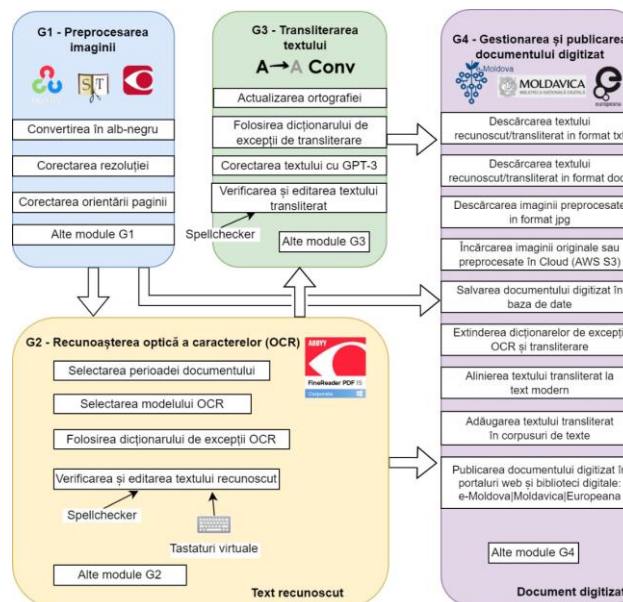 G1 - Preprocesarea
imaginii
Convertirea în alb-negru
Corectarea rezoluției
Corectarea orientării paginii
Alte module G1
G3 - Transliterarea
textului
A→A Conv
Actualizarea ortografiei
Folosirea dicționarului de
excepții de transliterare
Corectarea textului cu GPT-3
Verificarea și editarea textului
transliterat
Spellchecker
Alte module G3
G2 - Recunoașterea optică a caracterelor (OCR)
ABBYY
FineReader PDF 15
Corporate
Selectarea perioadei documentului
Selectarea modelului OCR
Folosirea dicționarului de excepții OCR
Verificarea și editarea textului recunoscut
Spellchecker
Tastaturi virtuale
Alte module G2
Text recunoscut
G4 - Gestionarea și publicarea
documentului digitizat
Moldova
MOLDAVICA
BIBLIOTECA NAȚIONALĂ DIGITALĂ
europeana
Descărcarea textului
recunoscut/transliterat in format txt
Descărcarea textului
recunoscut/transliterat in format doc
Descărcarea imaginii preprocesate
in format jpg
Încărcarea imaginii originale sau
preprocesate în Cloud (AWS S3)
Salvarea documentului digitizat în
baza de date
Extinderea dicționarelor de excepții
OCR și transliterare
Alinierea textului transliterat la
text modern
Adăugarea textului transliterat
în corpusuri de texte
Publicarea documentului digitizat în
portaluri web și biblioteci digitale:
e-Moldova|Moldavica|Europeana
Alte module G4
Document digitizat